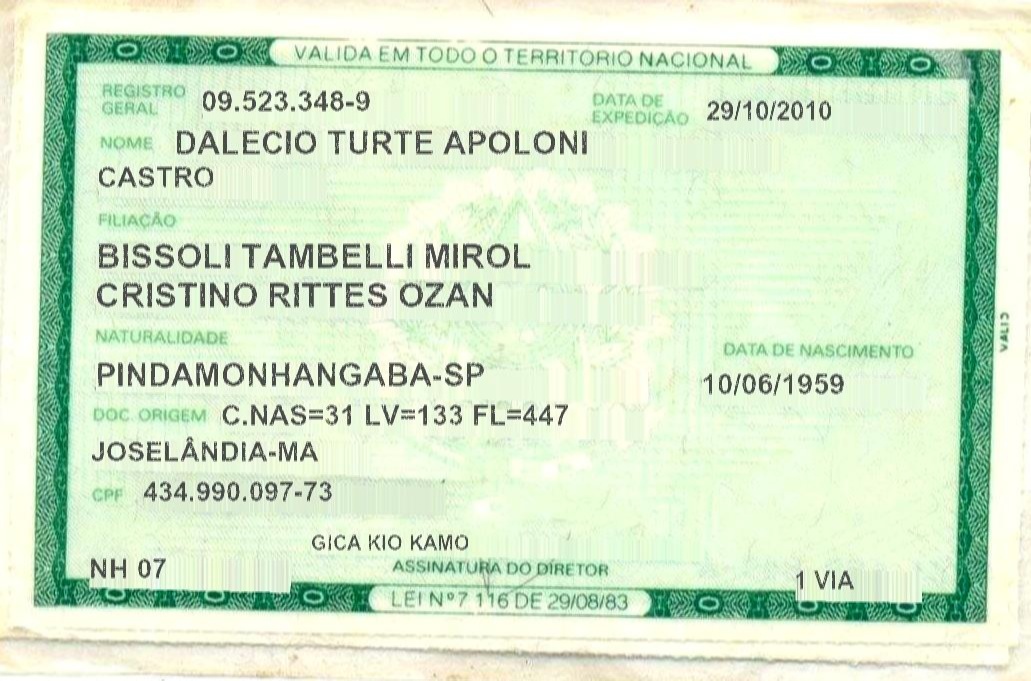 VALIDA EM TODO O TERRITÓRIO NACIONAL
REGISTRO GERAL 09.523.348-9 DATA DE EXPEDIÇÃO 29/10/2010
NOME DALECIO TURTE APOLONI
CASTRO
FILIAÇÃO
BISSOLI TAMBELLI MIROL
CRISTINO RITTES OZAN
NATURALIDADE DATA DE NASCIMENTO
PINDAMONHANGABA-SP 10/06/1959
DOC. ORIGEM C.NAS=31 LV=133 FL=447
JOSELÂNDIA-MA
CPF 434.990.097-73
GICA KIO KAMO
NH 07 ASSINATURA DO DIRETOR 1 VIA
LEI Nº 7.116 DE 29/08/83
VALID